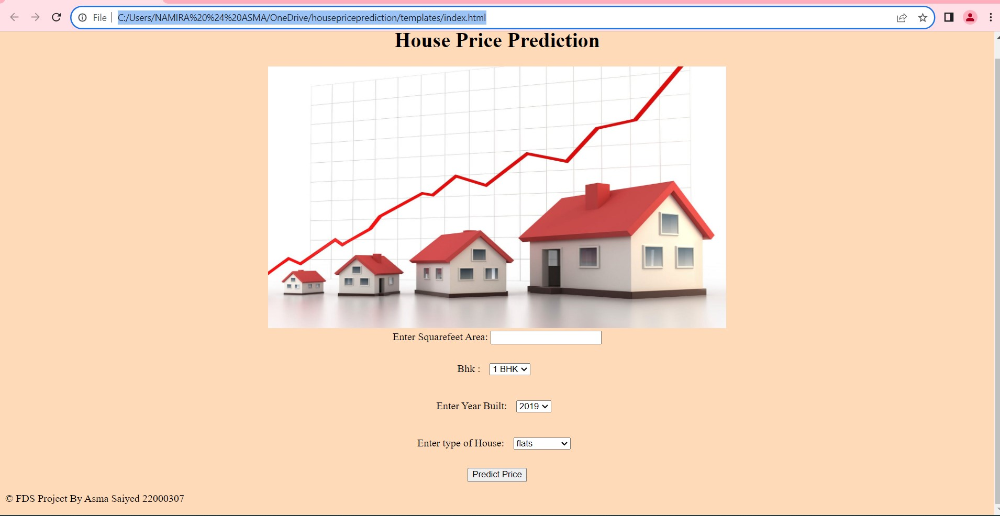 File C:/Users/NAMIRA%20%24%20ASMA/OneDrive/housepriceprediction/templates/index.html
House Price Prediction
Enter Squarefeet Area:
Bhk : 1 BHK
Enter Year Built: 2019
Enter type of House: flats
Predict Price
© FDS Project By Asma Saiyed 22000307